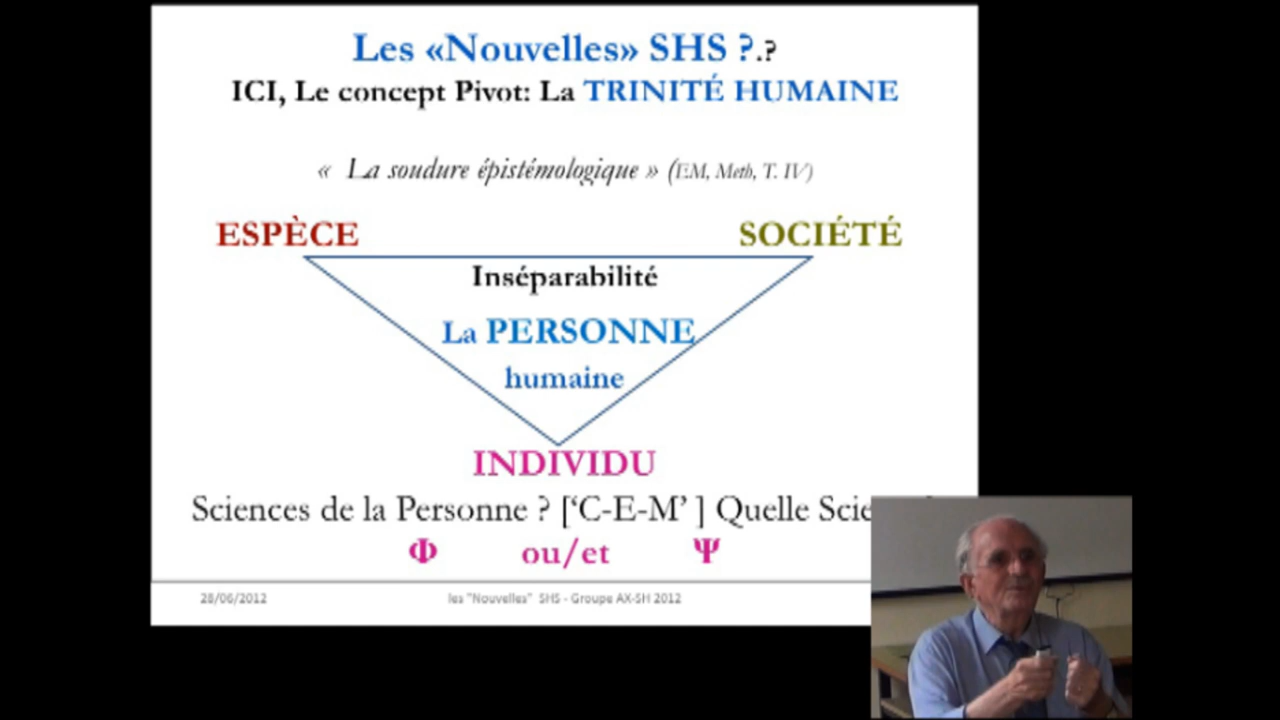 Les «Nouvelles» SHS ?.?
ICI, Le concept Pivot: La TRINITÉ HUMAINE
« La soudure épistémologique » (EM, Meth, T. IV)
ESPÈCE SOCIÉTÉ
Inséparabilité
La PERSONNE
humaine
INDIVIDU
Sciences de la Personne ? [‘C-E-M’ ] Quelle
Φ ou/et Ψ
28/06/2012 les "Nouvelles" SHS - Groupe AX-SH 2012